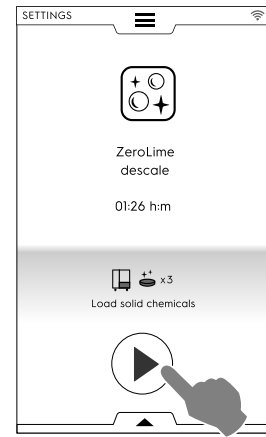 SETTINGS
ZeroLime
descale
01:26 h:m
x3
Load solid chemicals